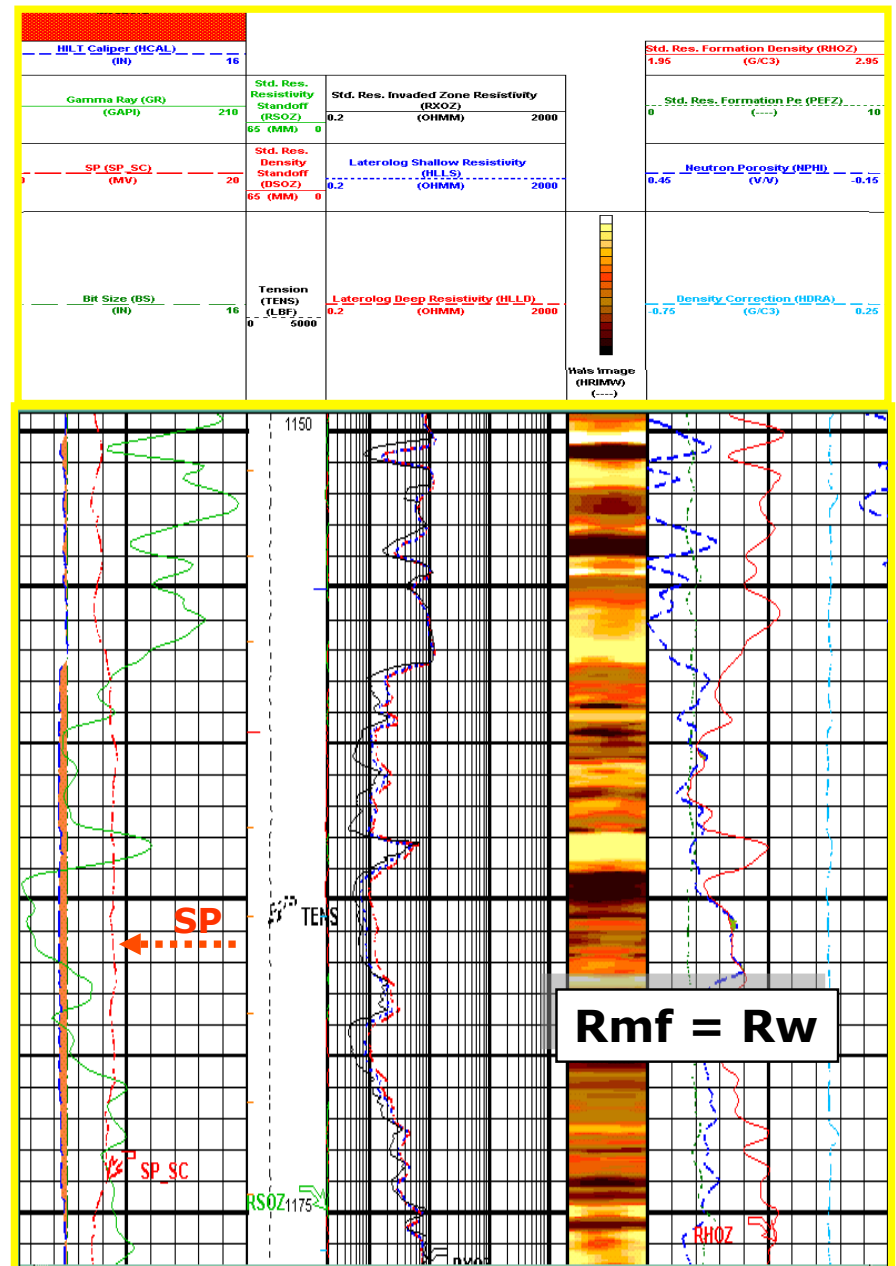 HILT Caliper (HCAL)
(IN) 16
Gamma Ray (GR)
(GAPI) 210
SP (SP_SC)
(MV) 20
Bit Size (BS)
(IN) 16
Std. Res.
Resistivity
Standoff
(RSOZ)
65 (MM) 0
Std. Res.
Density
Standoff
(DSOZ)
65 (MM) 0
Tension
(TENS)
(LBF)
0 5000
Std. Res. Invaded Zone Resistivity
(RXOZ)
0.2 (OHMM) 2000
Laterolog Shallow Resistivity
(HLLS)
0.2 (OHMM) 2000
Laterolog Deep Resistivity (HLLD)
0.2 (OHMM) 2000
Hals Image
(HRIMW)
(----)
Std. Res. Formation Density (RHOZ)
1.95 (G/C3) 2.95
Std. Res. Formation Pe (PEFZ)
0 (----) 10
Neutron Porosity (NPHI)
0.45 (V/V) -0.15
Density Correction (HDRA)
-0.75 (G/C3) 0.25
1150
SP
TENS
Rmf = Rw
SP_SC
RSOZ 1175
RHOZ
RXOZ